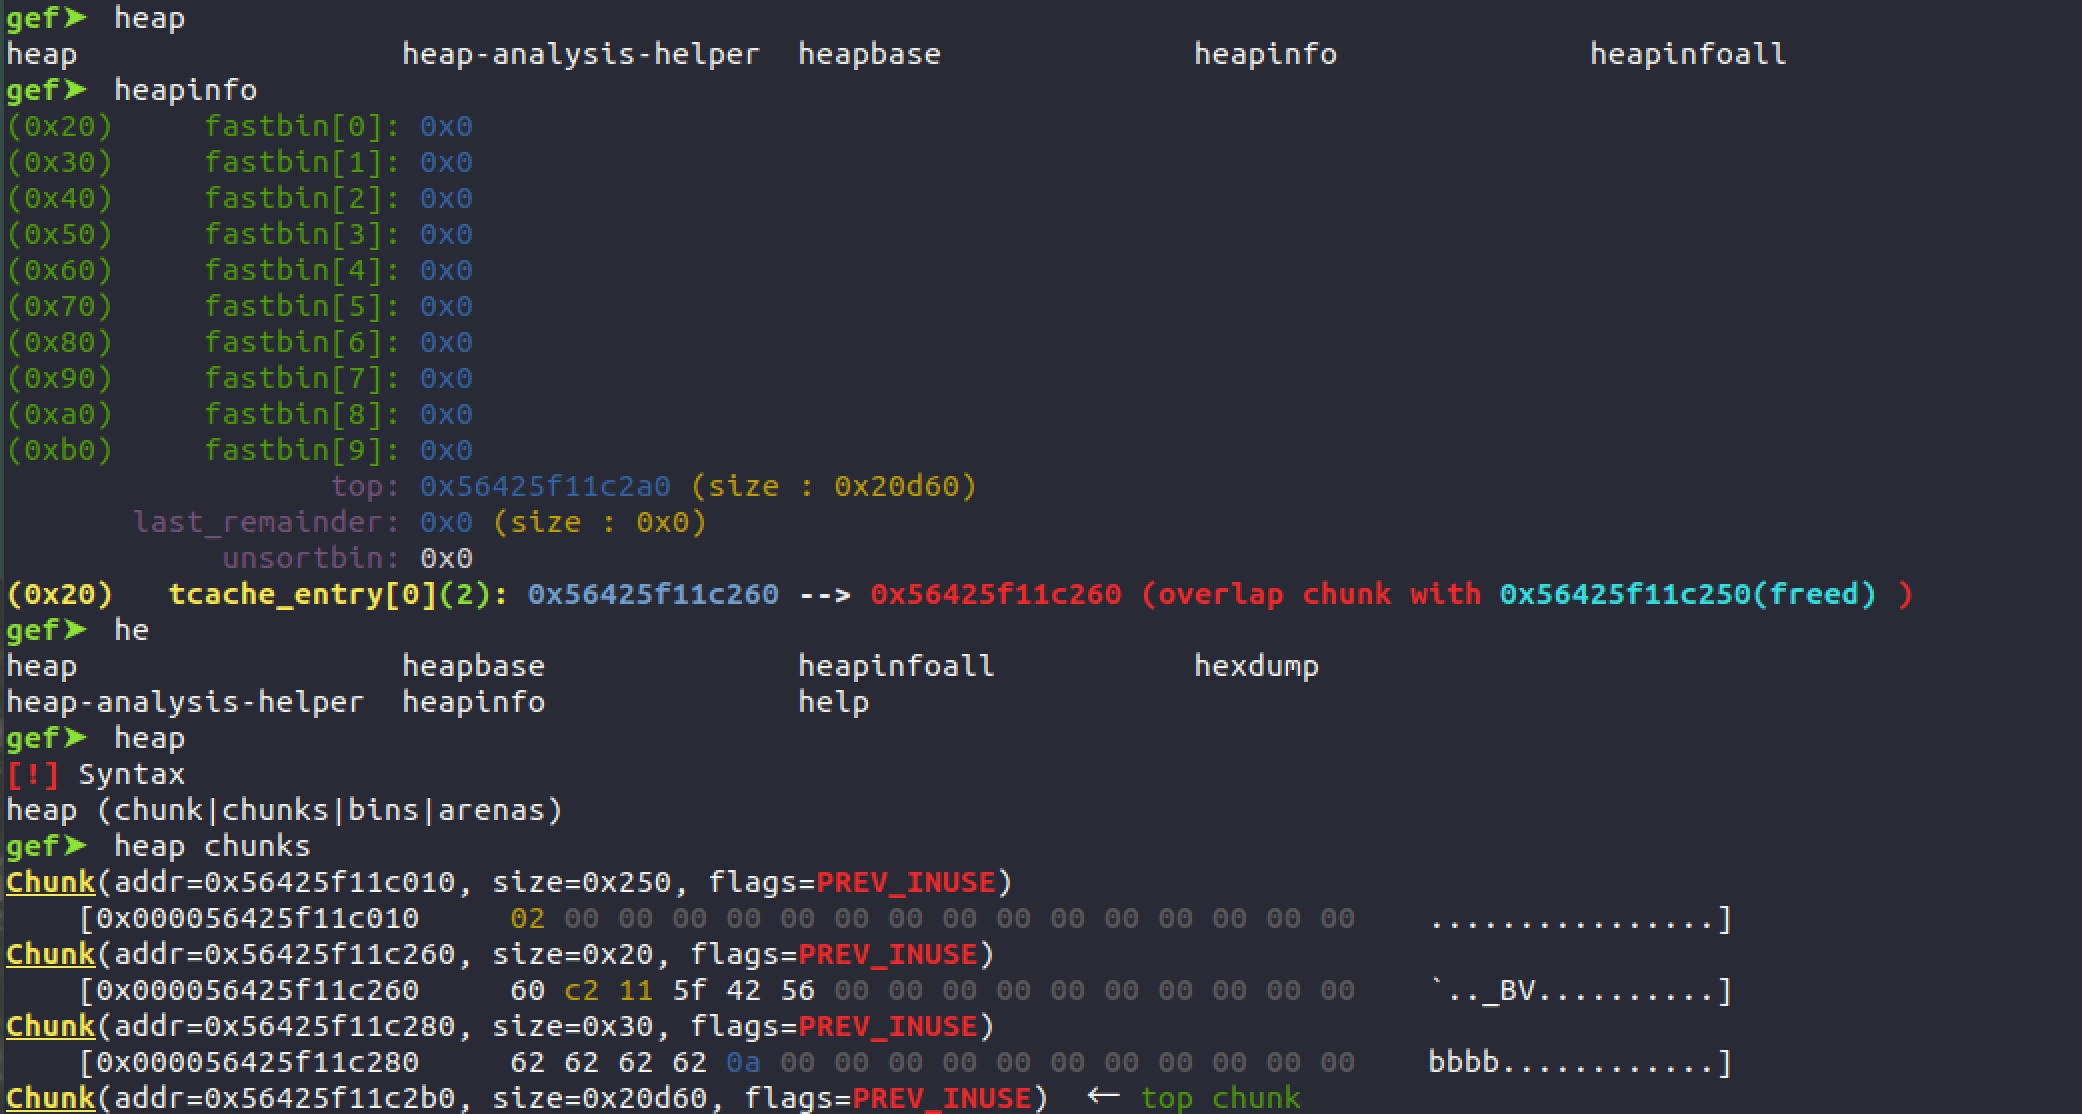 gef➤  heap
heap                  heap-analysis-helper  heapbase              heapinfo              heapinfoall
gef➤  heapinfo
(0x20)     fastbin[0]: 0x0
(0x30)     fastbin[1]: 0x0
(0x40)     fastbin[2]: 0x0
(0x50)     fastbin[3]: 0x0
(0x60)     fastbin[4]: 0x0
(0x70)     fastbin[5]: 0x0
(0x80)     fastbin[6]: 0x0
(0x90)     fastbin[7]: 0x0
(0xa0)     fastbin[8]: 0x0
(0xb0)     fastbin[9]: 0x0
                  top: 0x56425f11c2a0 (size : 0x20d60)
       last_remainder: 0x0 (size : 0x0)
            unsortbin: 0x0
(0x20)   tcache_entry[0](2): 0x56425f11c260 --> 0x56425f11c260 (overlap chunk with 0x56425f11c250(freed) )
gef➤  he
heap                  heapbase              heapinfoall           hexdump
heap-analysis-helper  heapinfo              help
gef➤  heap
[!] Syntax
heap (chunk|chunks|bins|arenas)
gef➤  heap chunks
Chunk(addr=0x56425f11c010, size=0x250, flags=PREV_INUSE)
    [0x000056425f11c010     02 00 00 00 00 00 00 00 00 00 00 00 00 00 00 00    ................]
Chunk(addr=0x56425f11c260, size=0x20, flags=PREV_INUSE)
    [0x000056425f11c260     60 c2 11 5f 42 56 00 00 00 00 00 00 00 00 00 00    `.._BV..........]
Chunk(addr=0x56425f11c280, size=0x30, flags=PREV_INUSE)
    [0x000056425f11c280     62 62 62 62 0a 00 00 00 00 00 00 00 00 00 00 00    bbbb............]
Chunk(addr=0x56425f11c2b0, size=0x20d60, flags=PREV_INUSE)  ← top chunk